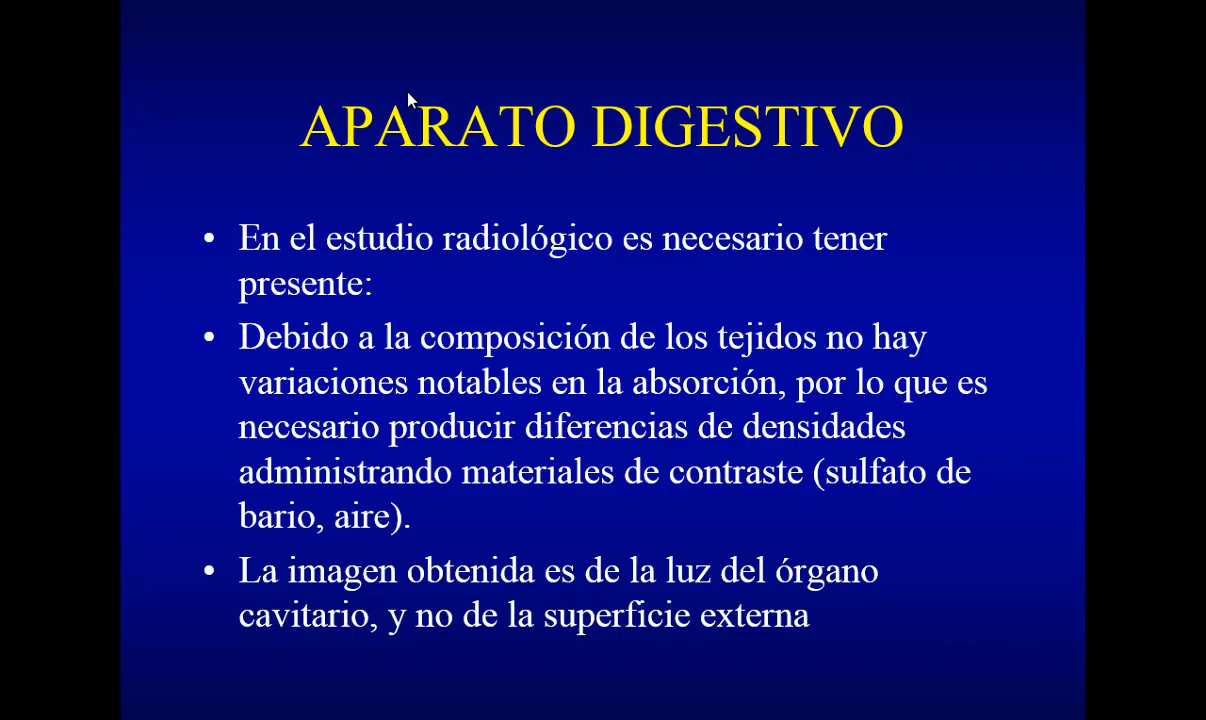 APARATO DIGESTIVO
• En el estudio radiológico es necesario tener
presente:
• Debido a la composición de los tejidos no hay
variaciones notables en la absorción, por lo que es
necesario producir diferencias de densidades
administrando materiales de contraste (sulfato de
bario, aire).
• La imagen obtenida es de la luz del órgano
cavitario, y no de la superficie externa